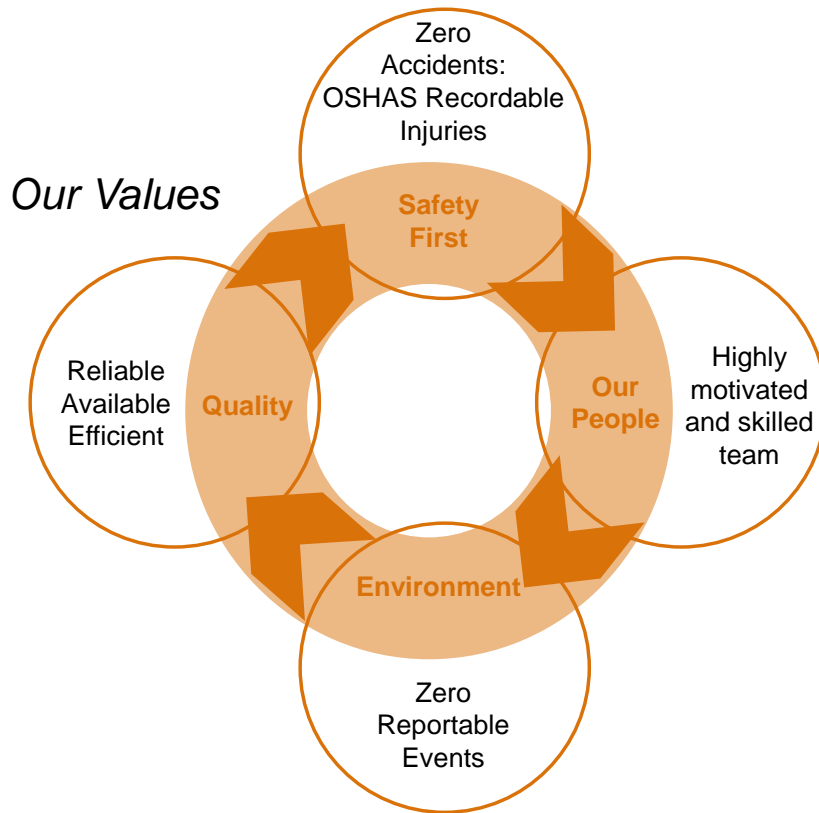 Our Values
Zero
Accidents:
OSHAS Recordable
Injuries
Safety
First
Our
People
Highly
motivated
and skilled
team
Environment
Zero
Reportable
Events
Quality
Reliable
Available
Efficient